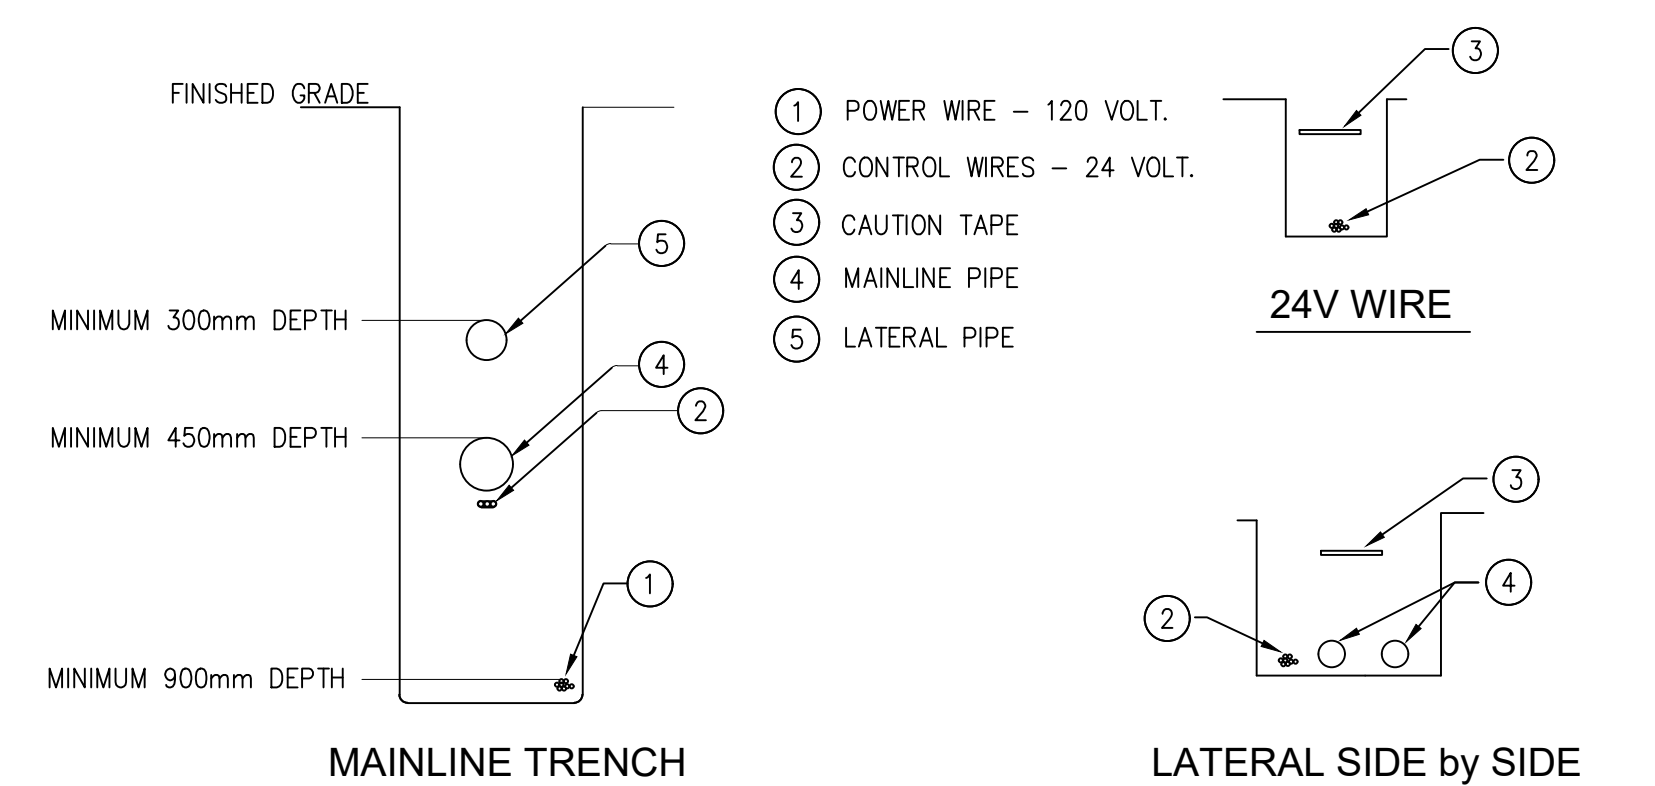 FINISHED GRADE
5
MINIMUM 300mm DEPTH
4
2
MINIMUM 450mm DEPTH
1
MINIMUM 900mm DEPTH
MAINLINE TRENCH
1 POWER WIRE - 120 VOLT.
2 CONTROL WIRES - 24 VOLT.
3 CAUTION TAPE
4 MAINLINE PIPE
5 LATERAL PIPE
3
2
24V WIRE
3
4
2
LATERAL SIDE by SIDE